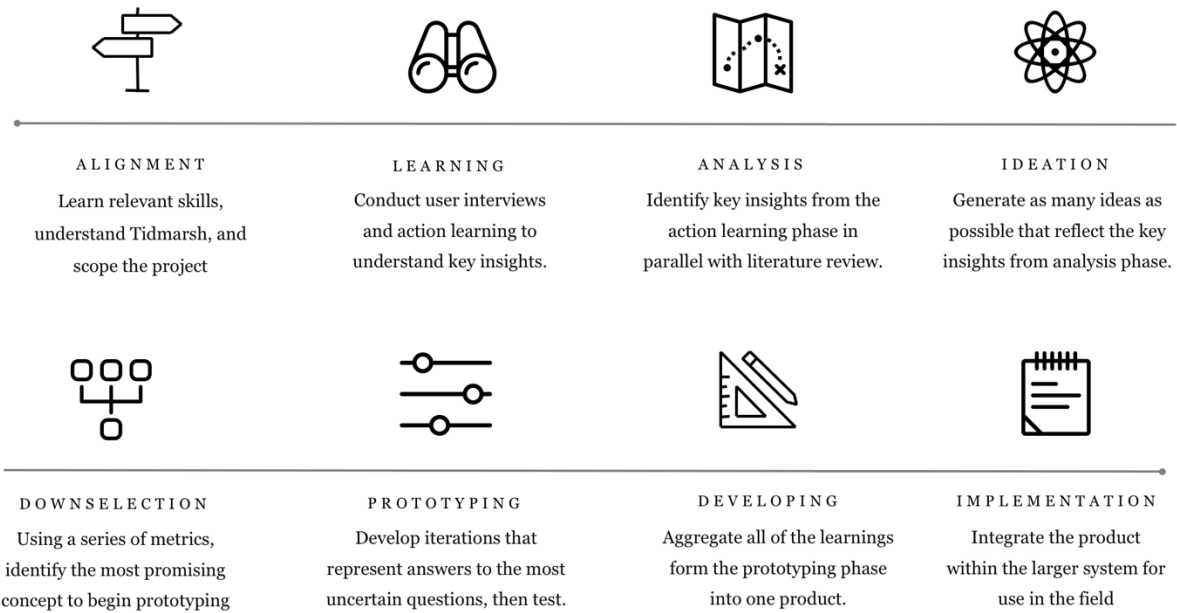 ALIGNMENT
Learn relevant skills,
understand Tidmarsh, and
scope the project
LEARNING
Conduct user interviews
and action learning to
understand key insights.
ANALYSIS
Identify key insights from the
action learning phase in
parallel with literature review.
IDEATION
Generate as many ideas as
possible that reflect the key
insights from analysis phase.
DOWNSELECTION
Using a series of metrics,
identify the most promising
concept to begin prototyping
PROTOTYPING
Develop iterations that
represent answers to the most
uncertain questions, then test.
DEVELOPING
Aggregate all of the learnings
form the prototyping phase
into one product.
IMPLEMENTATION
Integrate the product
within the larger system for
use in the field